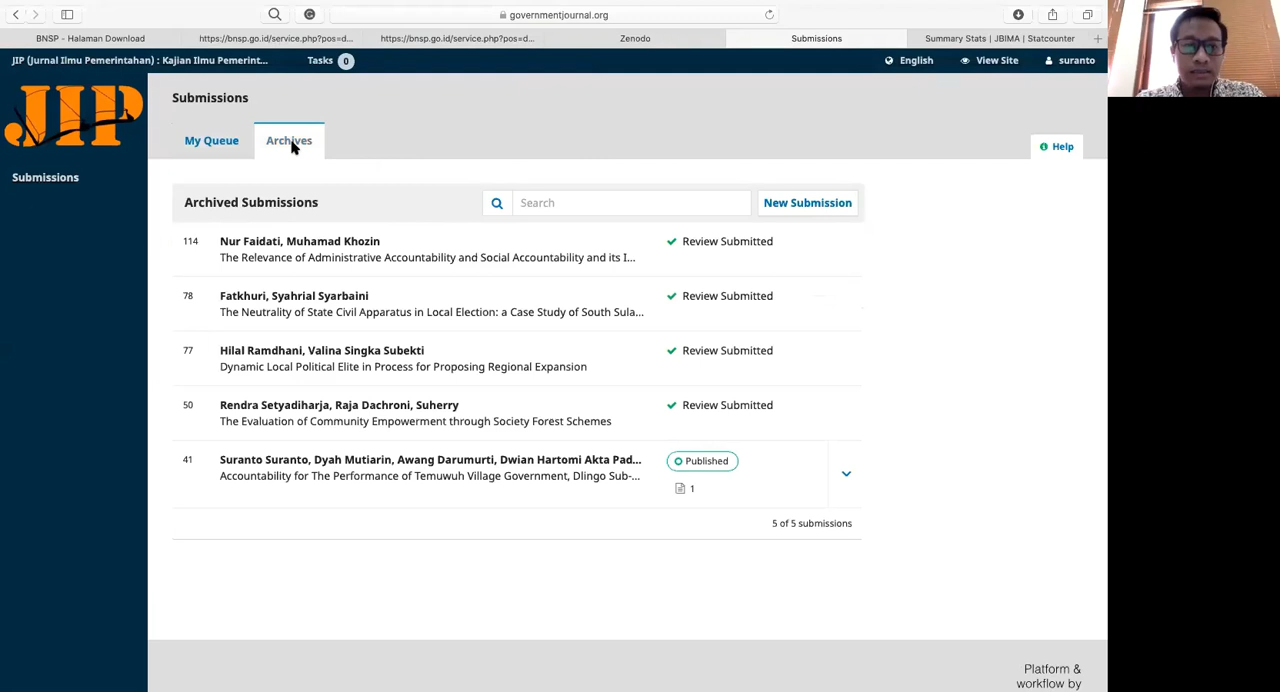 governmentjournal.org
BNSP - Halaman Download
https://bnsp.go.id/service.php?pos=d...
https://bnsp.go.id/service.php?pos=d...
Zenodo
Submissions
Summary Stats | JBIMA | Statcounter
JIP (Jurnal Ilmu Pemerintahan) : Kajian Ilmu Pemerint...
Tasks 0
English
View Site
suranto
JIP
Submissions
Submissions
My Queue
Archives
Help
Archived Submissions
Search
New Submission
114
Nur Faidati, Muhamad Khozin
The Relevance of Administrative Accountability and Social Accountability and its I...
Review Submitted
78
Fatkhuri, Syahrial Syarbaini
The Neutrality of State Civil Apparatus in Local Election: a Case Study of South Sula...
Review Submitted
77
Hilal Ramdhani, Valina Singka Subekti
Dynamic Local Political Elite in Process for Proposing Regional Expansion
Review Submitted
50
Rendra Setyadiharja, Raja Dachroni, Suherry
The Evaluation of Community Empowerment through Society Forest Schemes
Review Submitted
41
Suranto Suranto, Dyah Mutiarin, Awang Darumurti, Dwian Hartomi Akta Pad...
Accountability for The Performance of Temuwuh Village Government, Dlingo Sub-...
Published
1
5 of 5 submissions
Platform &
workflow by